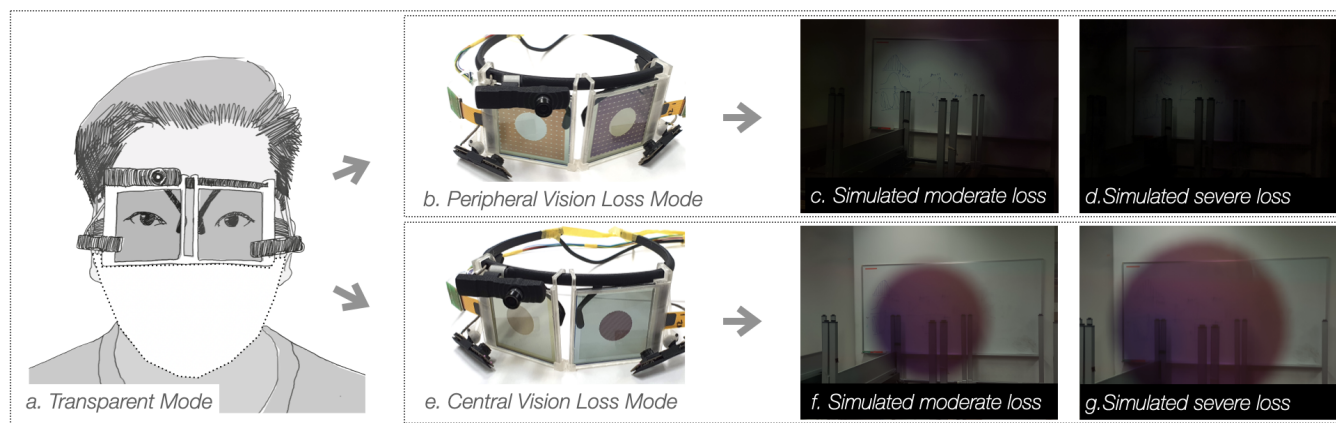 a. Transparent Mode
b. Peripheral Vision Loss Mode
c. Simulated moderate loss
d.Simulated severe loss
e. Central Vision Loss Mode
f. Simulated moderate loss
g.Simulated severe loss